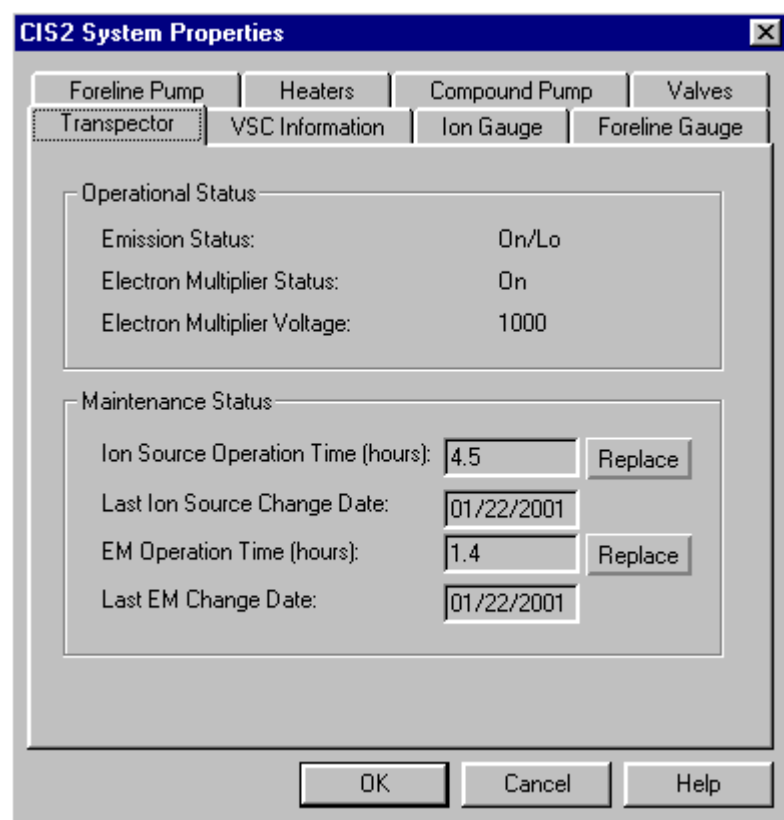 CIS2 System Properties
Foreline Pump Heaters Compound Pump Valves
Transpector VSC Information Ion Gauge Foreline Gauge
Operational Status
Emission Status: On/Lo
Electron Multiplier Status: On
Electron Multiplier Voltage: 1000
Maintenance Status
Ion Source Operation Time (hours): 4.5 Replace
Last Ion Source Change Date: 01/22/2001
EM Operation Time (hours): 1.4 Replace
Last EM Change Date: 01/22/2001
OK Cancel Help